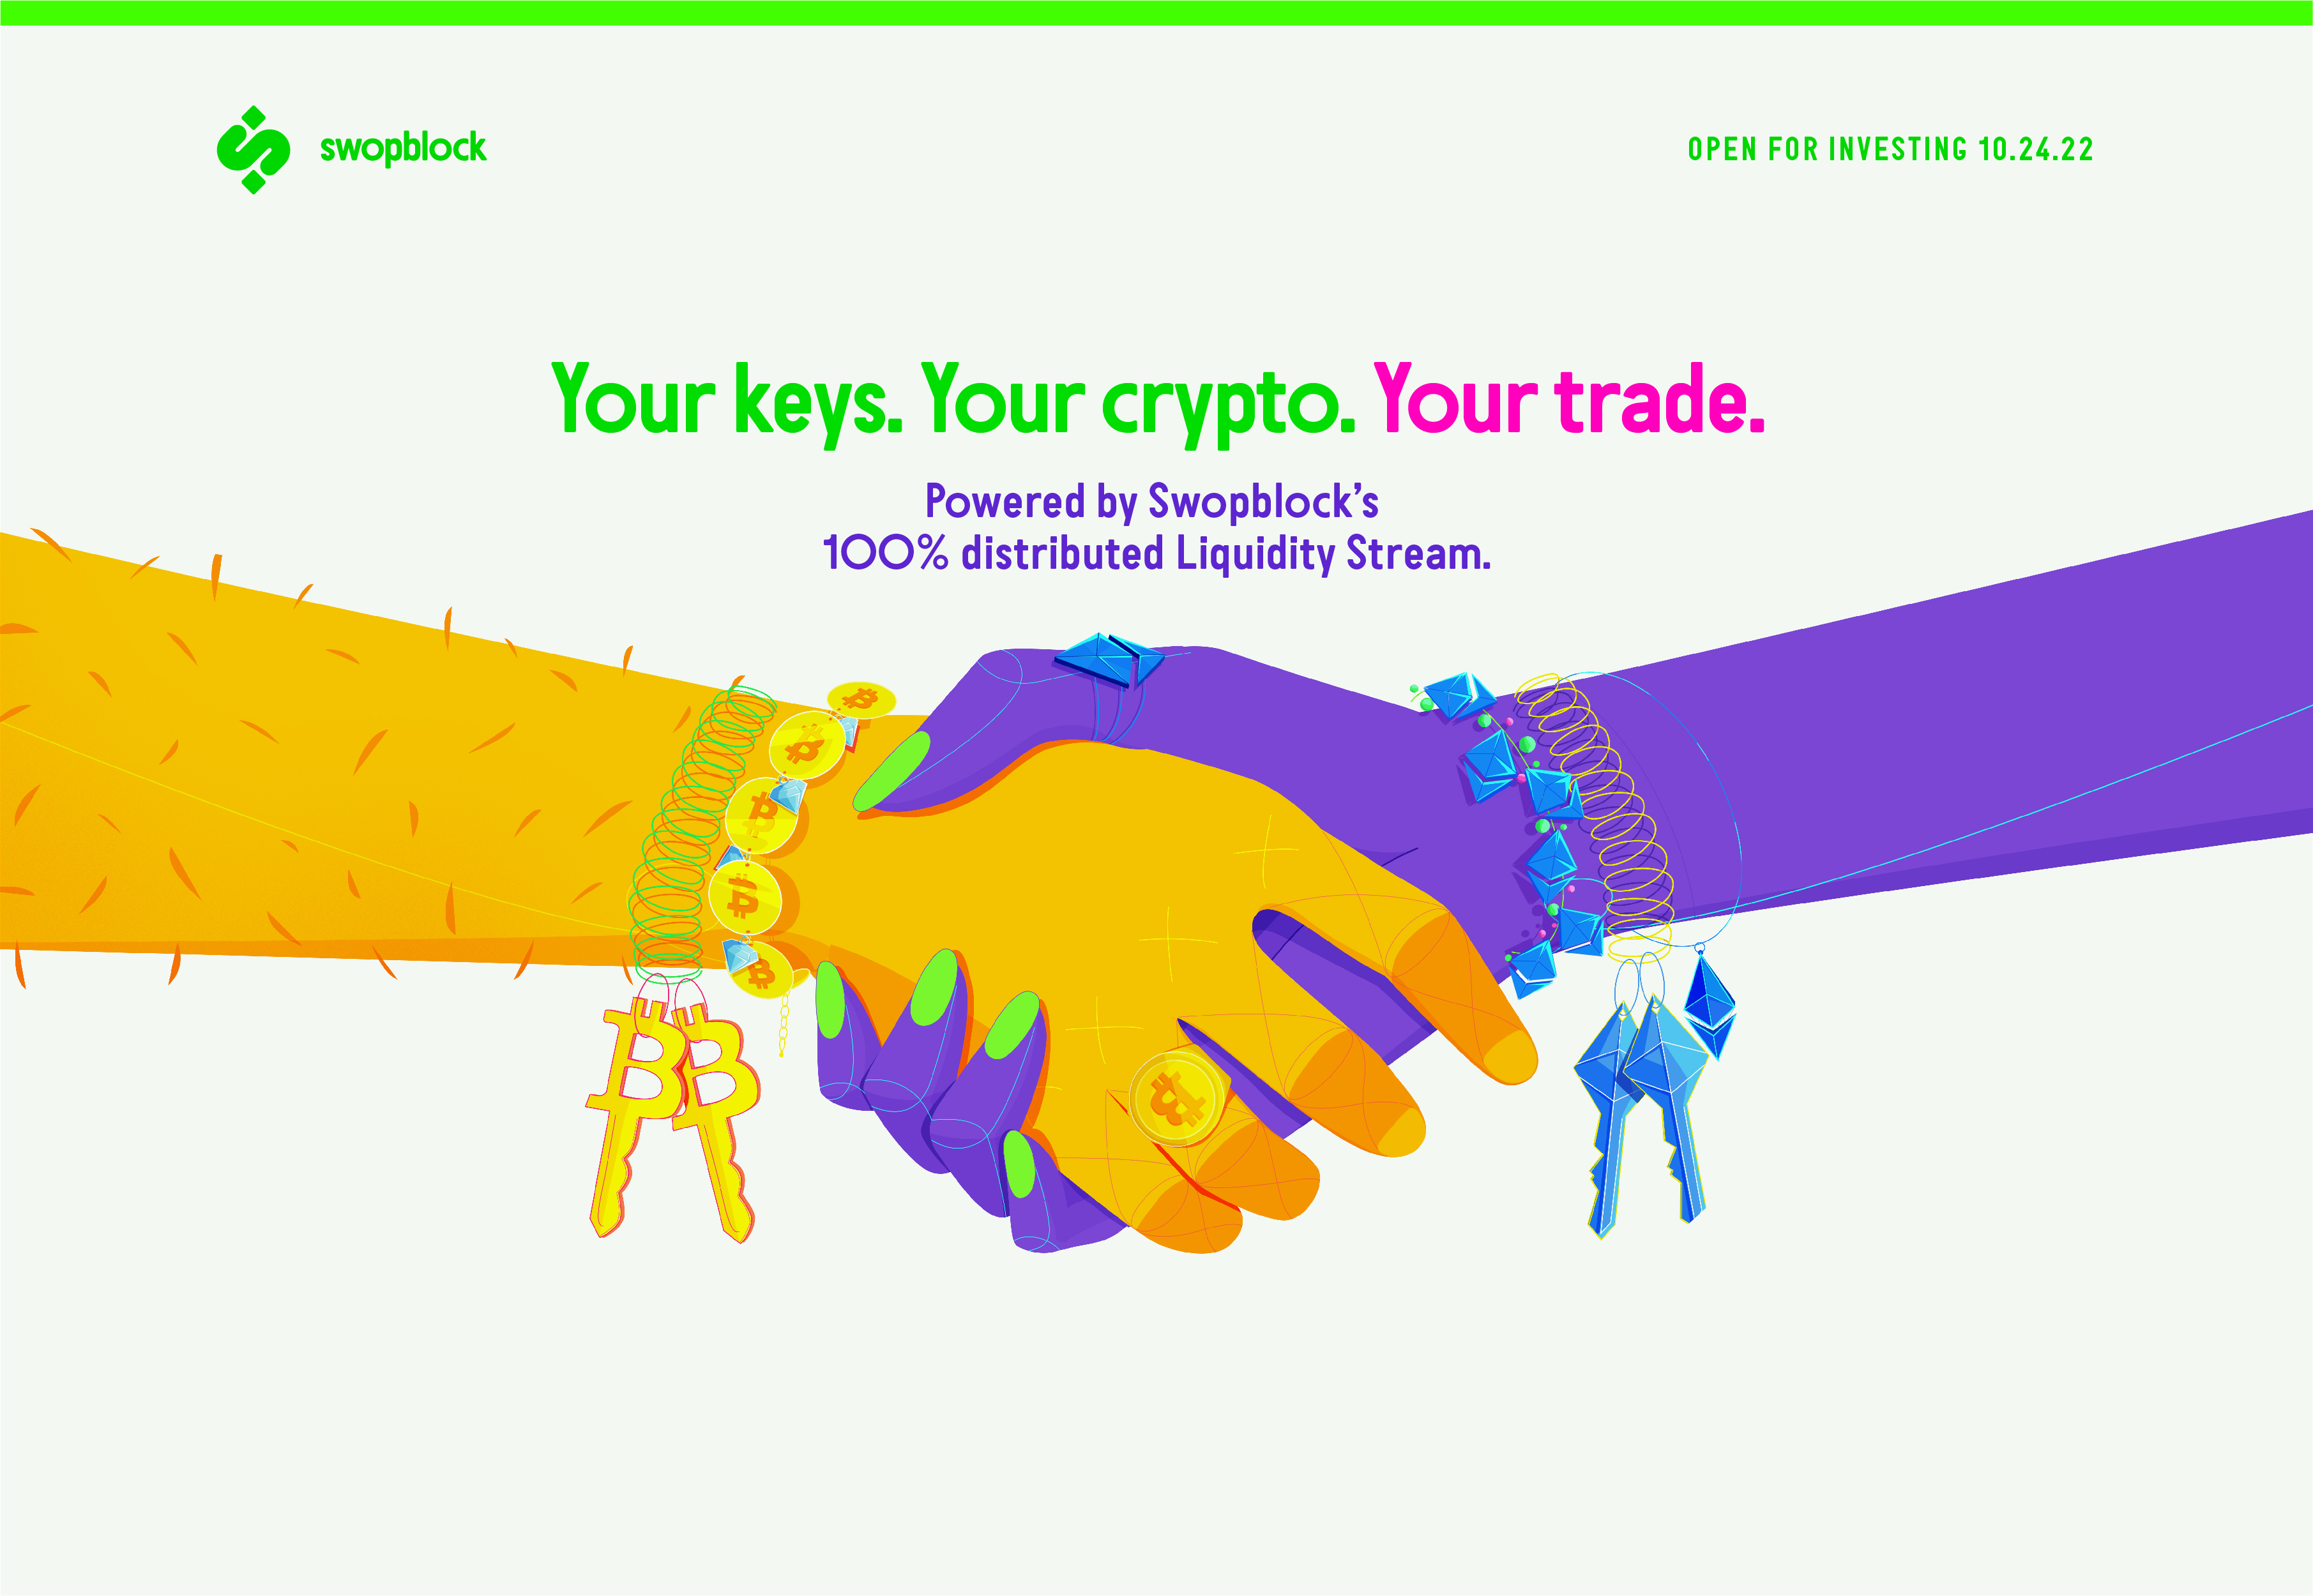 swopblock
OPEN FOR INVESTING 10.24.22
Your keys. Your crypto. Your trade.
Powered by Swopblock’s
100% distributed Liquidity Stream.